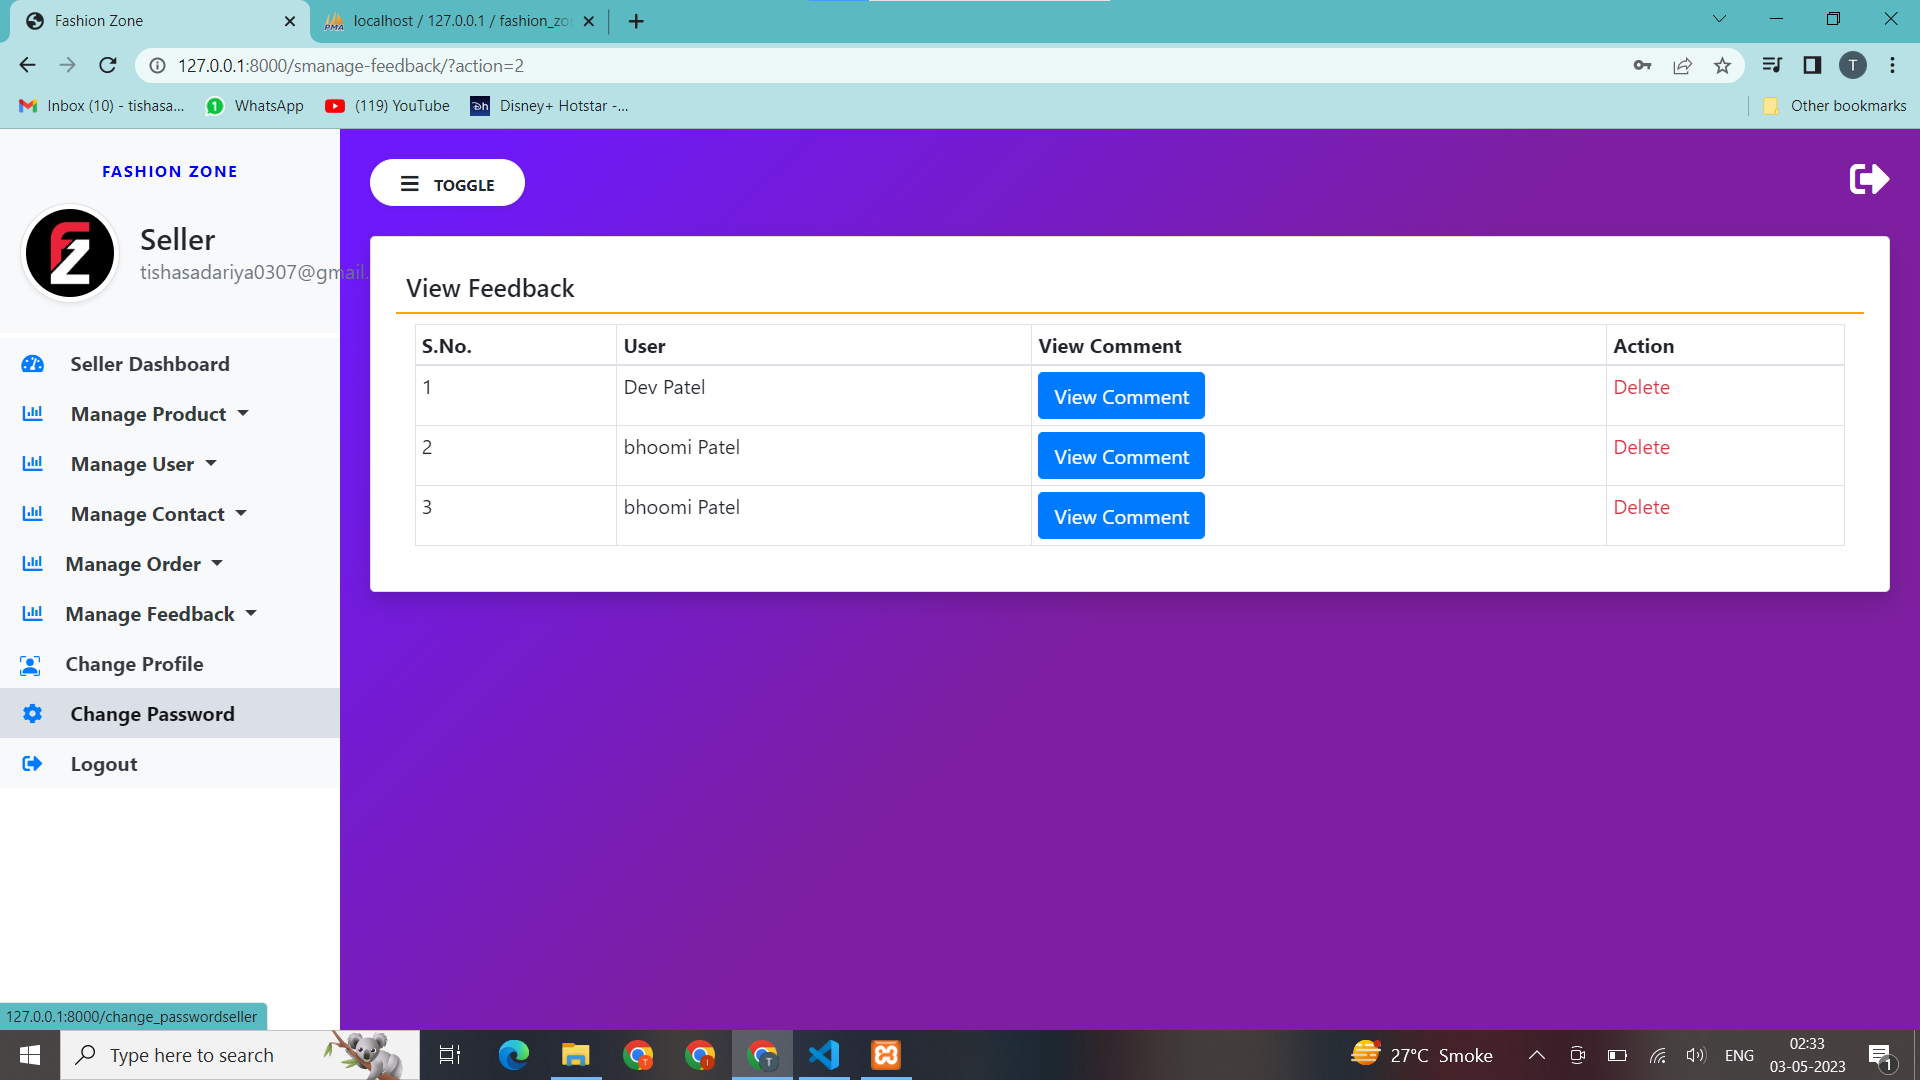 Fashion Zone
localhost / 127.0.0.1 / fashion_zo
127.0.0.1:8000/smanage-feedback/?action=2
T
Inbox (10) - tishasa...
WhatsApp
(119) YouTube
Disney+ Hotstar -...
Other bookmarks
FASHION ZONE
FZ
Seller
tishasadariya0307@gmail.
TOGGLE
Seller Dashboard
Manage Product
Manage User
Manage Contact
Manage Order
Manage Feedback
Change Profile
Change Password
Logout
View Feedback
S.No. User View Comment Action
1 Dev Patel View Comment Delete
2 bhoomi Patel View Comment Delete
3 bhoomi Patel View Comment Delete
127.0.0.1:8000/change_passwordseller
Type here to search
27°C Smoke
ENG
02:33
03-05-2023
1